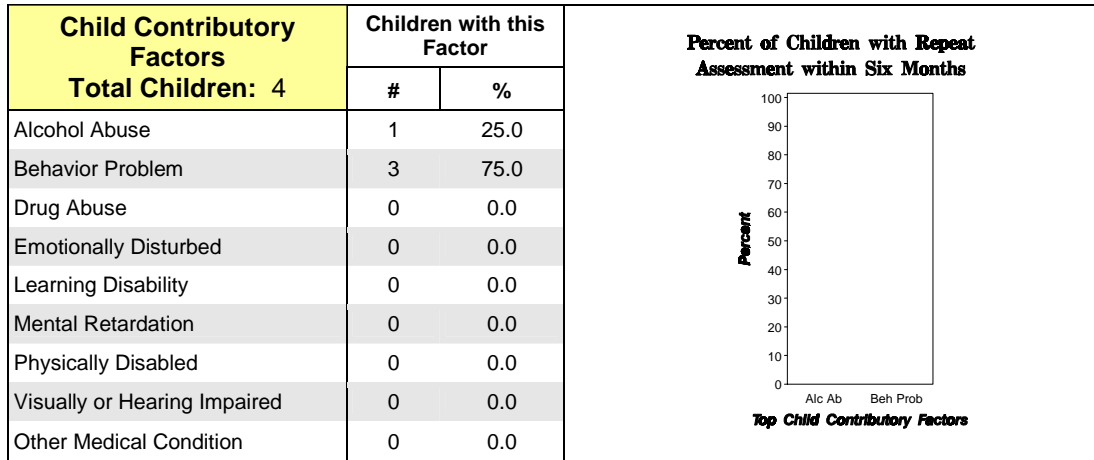 Child Contributory
Factors
Total Children: 4
Children with this
Factor
# %
Alcohol Abuse 1 25.0
Behavior Problem 3 75.0
Drug Abuse 0 0.0
Emotionally Disturbed 0 0.0
Learning Disability 0 0.0
Mental Retardation 0 0.0
Physically Disabled 0 0.0
Visually or Hearing Impaired 0 0.0
Other Medical Condition 0 0.0
Percent of Children with Repeat
Assessment within Six Months
Percent
100
90
80
70
60
50
40
30
20
10
0
Alc Ab Beh Prob
Top Child Contributory Factors